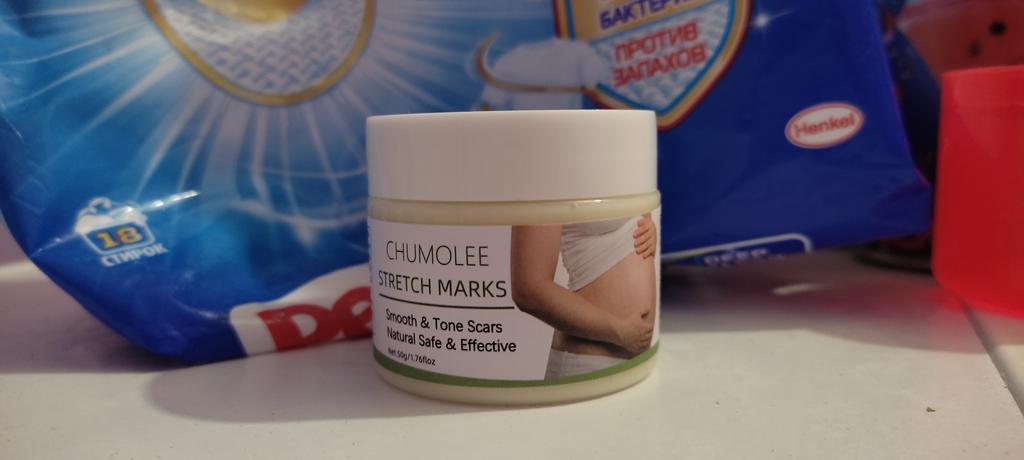 БАКТЕРИ
ПРОТИВ
ЗАПАХОВ
Henkel
18
СТИРОК
CHUMOLEE
STRETCH MARKS
Smooth & Tone Scars
Natural Safe & Effective
Net:50g/1.76floz